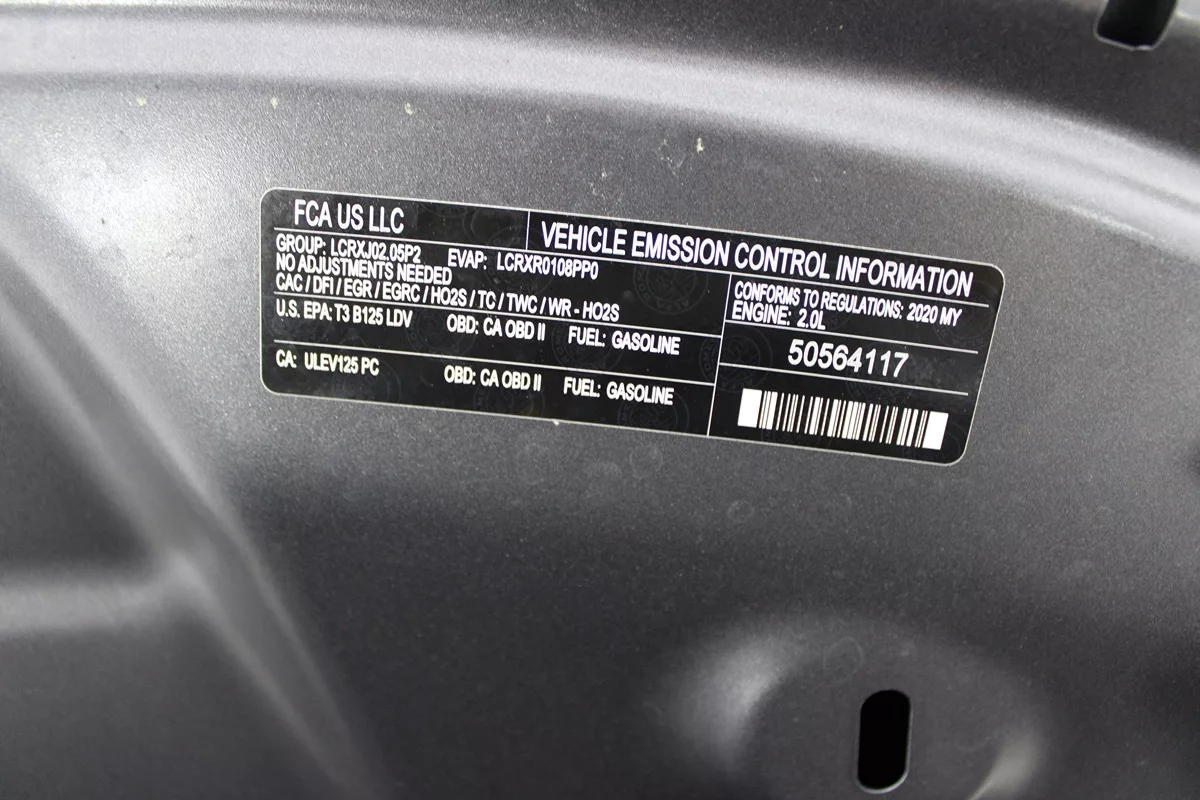 FCA US LLC
VEHICLE EMISSION CONTROL INFORMATION
GROUP: LCRXJ02.05P2 EVAP: LCRXR0108PP0
NO ADJUSTMENTS NEEDED
CAC / DFI / EGR / EGRC / HO2S / TC / TWC / WR - HO2S
U.S. EPA: T3 B125 LDV OBD: CA OBD II FUEL: GASOLINE
CA: ULEV125 PC OBD: CA OBD II FUEL: GASOLINE
CONFORMS TO REGULATIONS: 2020 MY
ENGINE: 2.0L
50564117